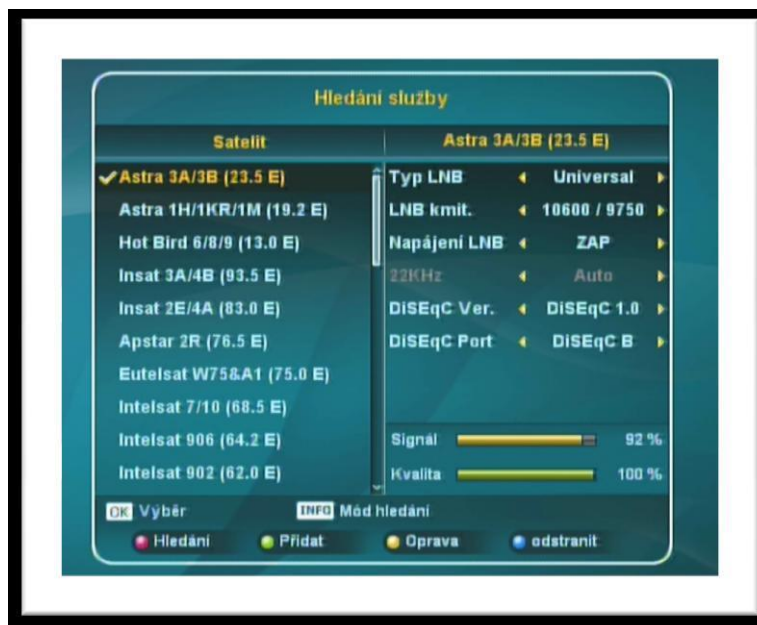 Hledání služby
Satelit
Astra 3A/3B (23.5 E)
Astra 3A/3B (23.5 E)
Astra 1H/1KR/1M (19.2 E)
Hot Bird 6/8/9 (13.0 E)
Insat 3A/4B (93.5 E)
Insat 2E/4A (83.0 E)
Apstar 2R (76.5 E)
Eutelsat W75&A1 (75.0 E)
Intelsat 7/10 (68.5 E)
Intelsat 906 (64.2 E)
Intelsat 902 (62.0 E)
Typ LNB Universal
LNB kmit. 10600 / 9750
Napájení LNB ZAP
22KHz Auto
DiSEqC Ver. DiSEqC 1.0
DiSEqC Port DiSEqC B
Signál 92 %
Kvalita 100 %
OK Výběr INFO Mód hledání
Hledání Přidat Oprava odstranit